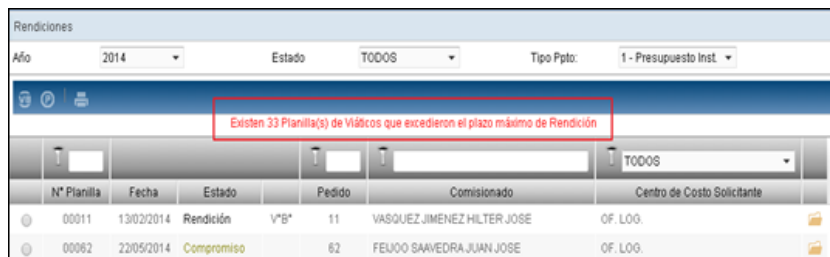 Rendiciones
Año 2014 Estado TODOS Tipo Ppto: 1 - Presupuesto Inst.
VB P
Existen 33 Planilla(s) de Viáticos que excedieron el plazo máximo de Rendición
TODOS
N° Planilla Fecha Estado Pedido Comisionado Centro de Costo Solicitante
00011 13/02/2014 Rendición V°B° 11 VASQUEZ JIMENEZ HILTER JOSE OF. LOG.
00062 22/05/2014 Compromiso 62 FEIJOO SAAVEDRA JUAN JOSE OF. LOG.